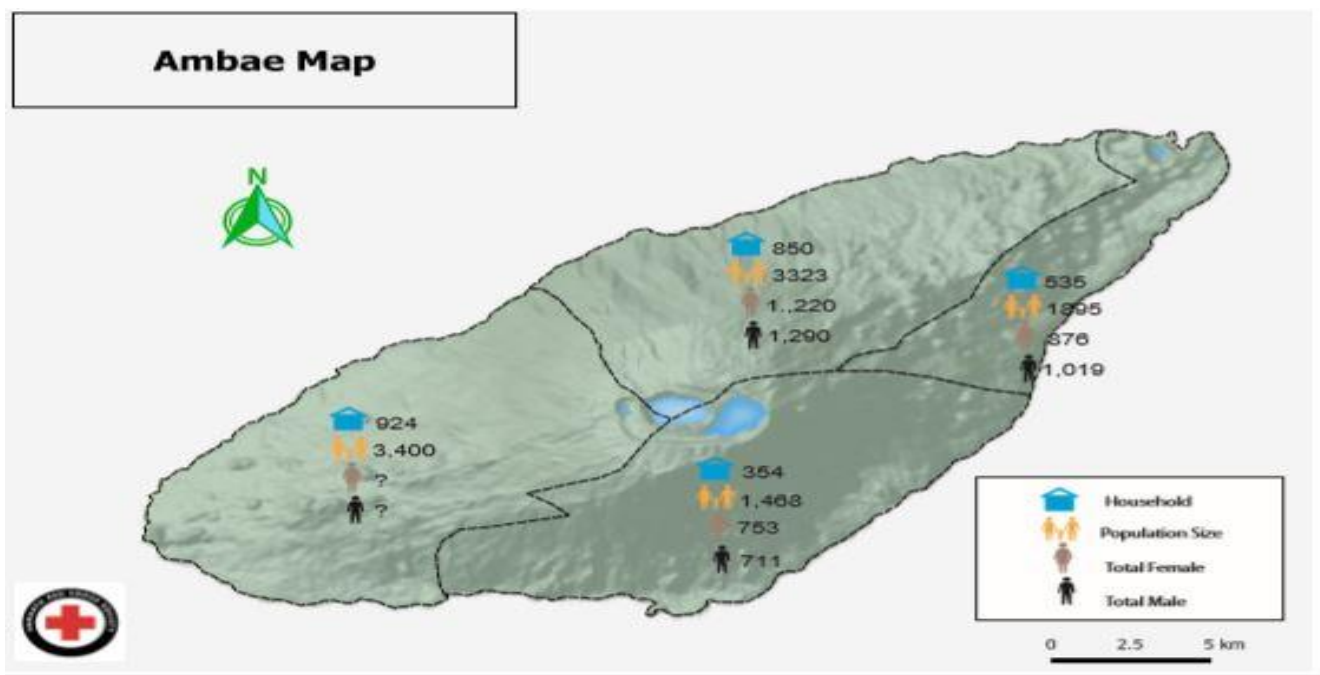 Ambae Map
N
850
3323
1.,220
1,290
535
1895
876
1,019
924
3.400
?
?
354
1,468
753
711
Household
Population Size
Total Female
Total Male
0 2.5 5 km